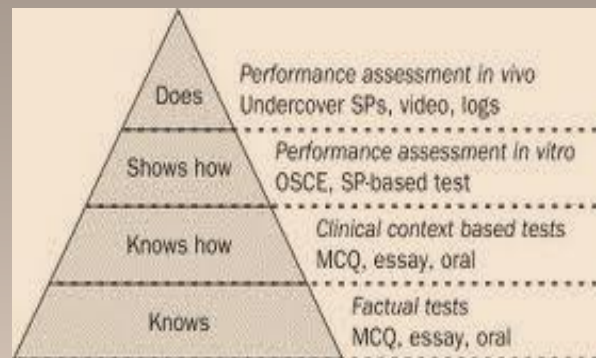 Does
Performance assessment in vivo
Undercover SPs, video, logs
Shows how
Performance assessment in vitro
OSCE, SP-based test
Knows how
Clinical context based tests
MCQ, essay, oral
Knows
Factual tests
MCQ, essay, oral